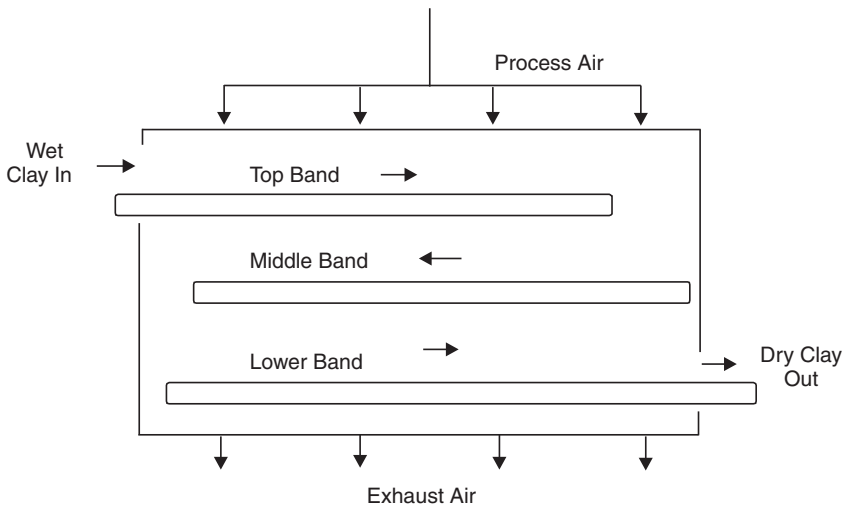 Process Air
Wet
Clay In
Top Band
Middle Band
Lower Band
Dry Clay
Out
Exhaust Air